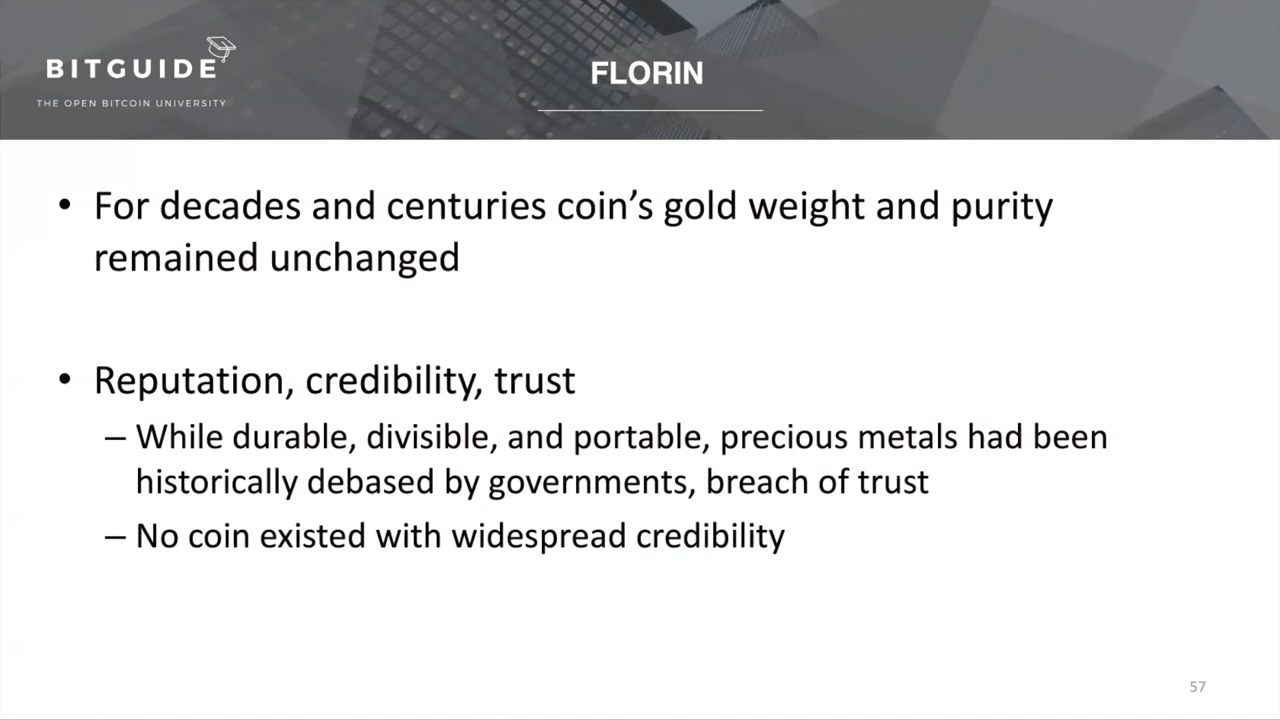 BITGUIDE
THE OPEN BITCOIN UNIVERSITY
FLORIN
• For decades and centuries coin’s gold weight and purity
remained unchanged
• Reputation, credibility, trust
– While durable, divisible, and portable, precious metals had been
historically debased by governments, breach of trust
– No coin existed with widespread credibility
57